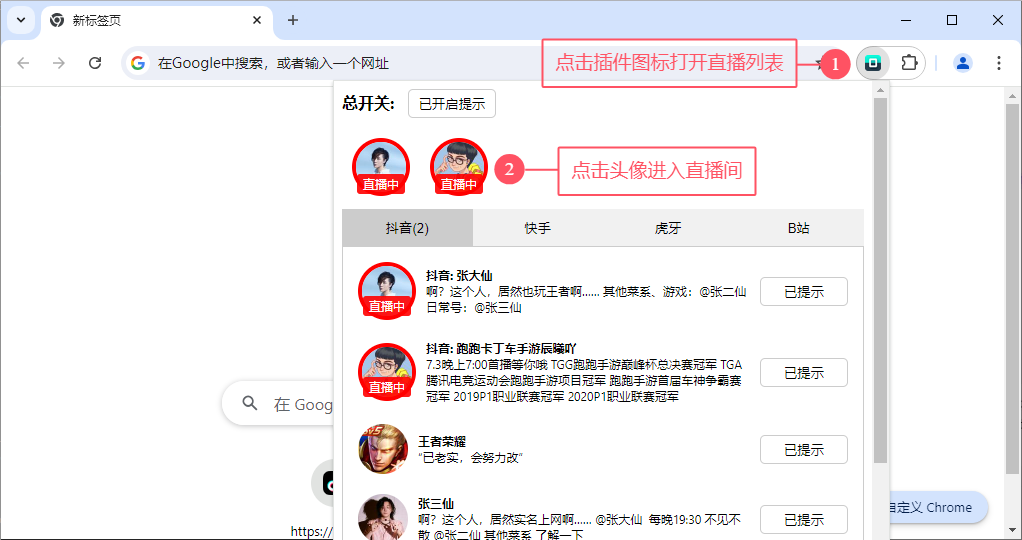 新标签页
在Google中搜索，或者输入一个网址
点击插件图标打开直播列表
1
总开关:
已开启提示
直播中
直播中
2
点击头像进入直播间
抖音(2)
快手
虎牙
B站
直播中
抖音: 张大仙
啊？这个人，居然也玩王者啊...... 其他菜系、游戏：@张二仙
日常号：@张三仙
已提示
直播中
抖音: 跑跑卡丁车手游辰曦吖
7.3晚上7:00首播等你哦 TGG跑跑手游巅峰杯总决赛冠军 TGA
腾讯电竞运动会跑跑手游项目冠军 跑跑手游首届车神争霸赛
冠军 2019P1职业联赛冠军 2020P1职业联赛冠军
已提示
王者荣耀
“已老实，会努力改”
已提示
张三仙
啊？这个人，居然实名上网啊...... @张大仙 每晚19:30 不见不
散 @张二仙 其他菜系 了解一下
已提示
在 Goog
https://
自定义 Chrome